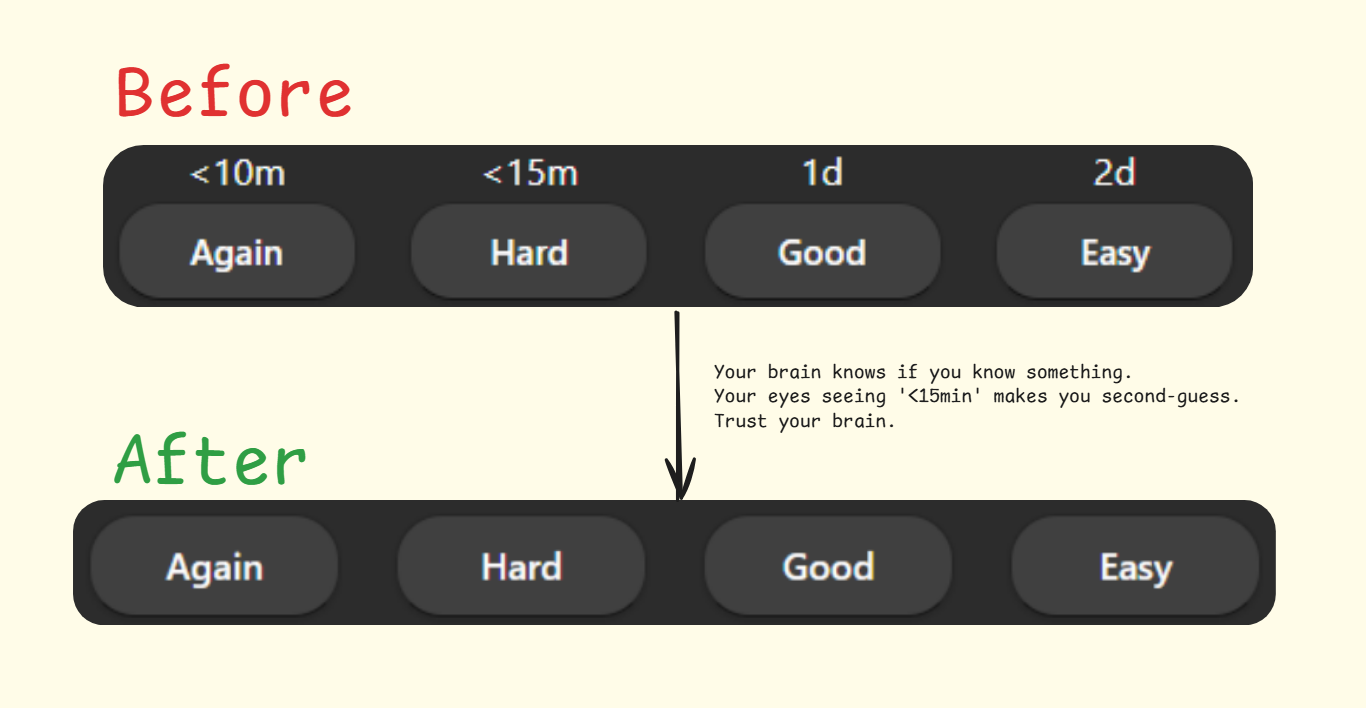 Before
<10m <15m 1d 2d
Again Hard Good Easy
Your brain knows if you know something.
Your eyes seeing '<15min' makes you second-guess.
Trust your brain.
After
Again Hard Good Easy